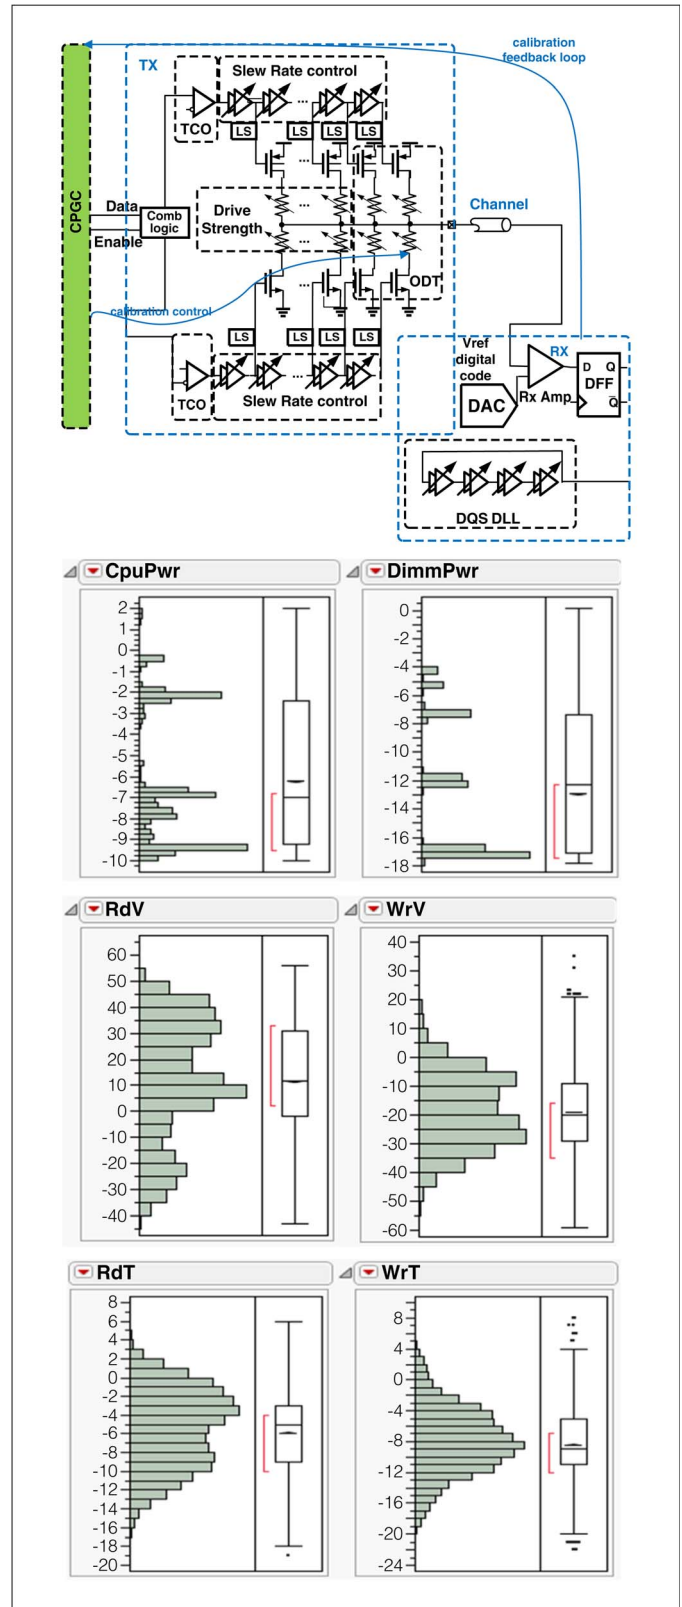 calibration
feedback loop
TX
Slew Rate control
...
TCO
LS
LS
LS
LS
...
CPGC
Data
Enable
Comb
logic
Drive
Strength
...
...
Channel
ODT
calibration control
...
LS
LS
LS
LS
...
TCO
Slew Rate control
Vref
digital
code
RX
DAC
Rx Amp
D Q
DFF
Q
DQS DLL
CpuPwr
2
1
0
-1
-2
-3
-4
-5
-6
-7
-8
-9
-10
DimmPwr
0
-2
-4
-6
-8
-10
-12
-14
-16
-18
RdV
60
50
40
30
20
10
0
-10
-20
-30
-40
WrV
40
30
20
10
0
-10
-20
-30
-40
-50
-60
RdT
8
6
4
2
0
-2
-4
-6
-8
-10
-12
-14
-16
-18
-20
WrT
8
4
0
-4
-8
-12
-16
-20
-24